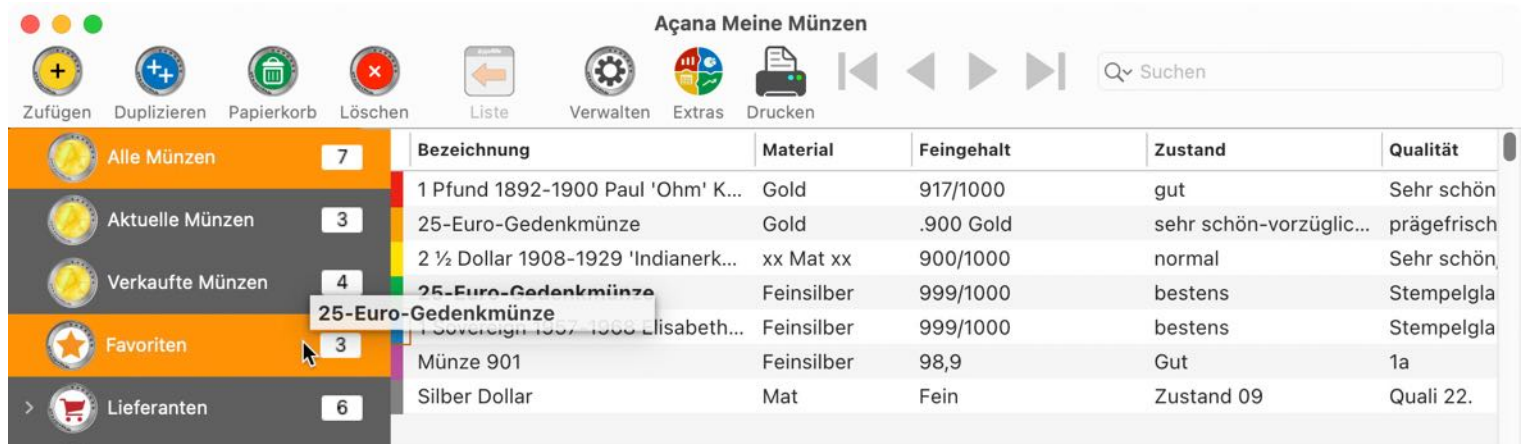 Açana Meine Münzen
Zufügen Duplizieren Papierkorb Löschen Liste Verwalten Extras Drucken Suchen
Alle Münzen 7
Aktuelle Münzen 3
Verkaufte Münzen 4
Favoriten 3
Lieferanten 6
Bezeichnung Material Feingehalt Zustand Qualität
1 Pfund 1892-1900 Paul 'Ohm' K... Gold 917/1000 gut Sehr schön
25-Euro-Gedenkmünze Gold .900 Gold sehr schön-vorzüglic... prägefrisch
2 ½ Dollar 1908-1929 'Indianerk... xx Mat xx 900/1000 normal Sehr schön,
25-Euro-Gedenkmünze Feinsilber 999/1000 bestens Stempelgla
25-Euro-Gedenkmünze
1 Sovereign 1957-1968 Elisabeth... Feinsilber 999/1000 bestens Stempelgla
Münze 901 Feinsilber 98,9 Gut 1a
Silber Dollar Mat Fein Zustand 09 Quali 22.